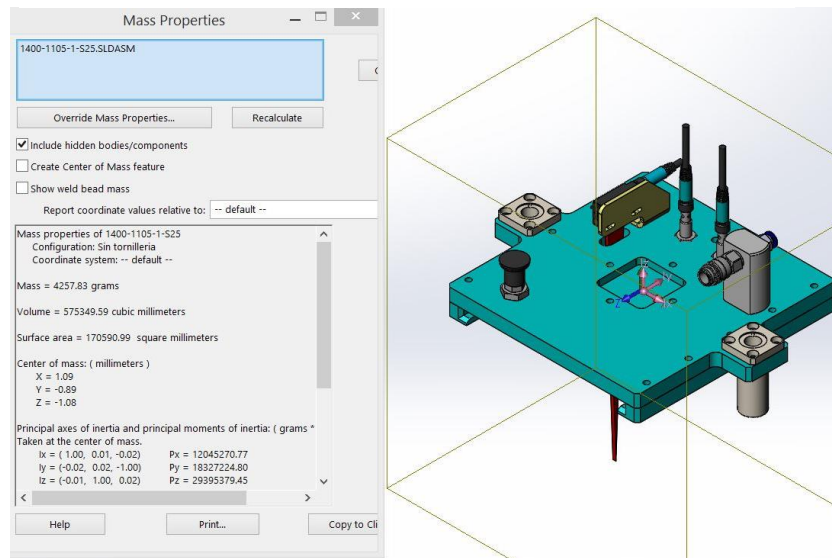 Mass Properties
1400-1105-1-S25.SLDASM
Override Mass Properties...
Recalculate
Include hidden bodies/components
Create Center of Mass feature
Show weld bead mass
Report coordinate values relative to: -- default --
Mass properties of 1400-1105-1-S25
Configuration: Sin tornilleria
Coordinate system: -- default --
Mass = 4257.83 grams
Volume = 575349.59 cubic millimeters
Surface area = 170590.99 square millimeters
Center of mass: ( millimeters )
X = 1.09
Y = -0.89
Z = -1.08
Principal axes of inertia and principal moments of inertia: ( grams *
Taken at the center of mass.
Ix = ( 1.00, 0.01, -0.02) Px = 12045270.77
Iy = (-0.02, 0.02, -1.00) Py = 18327224.80
Iz = (-0.01, 1.00, 0.02) Pz = 29395379.45
Help Print... Copy to Cli